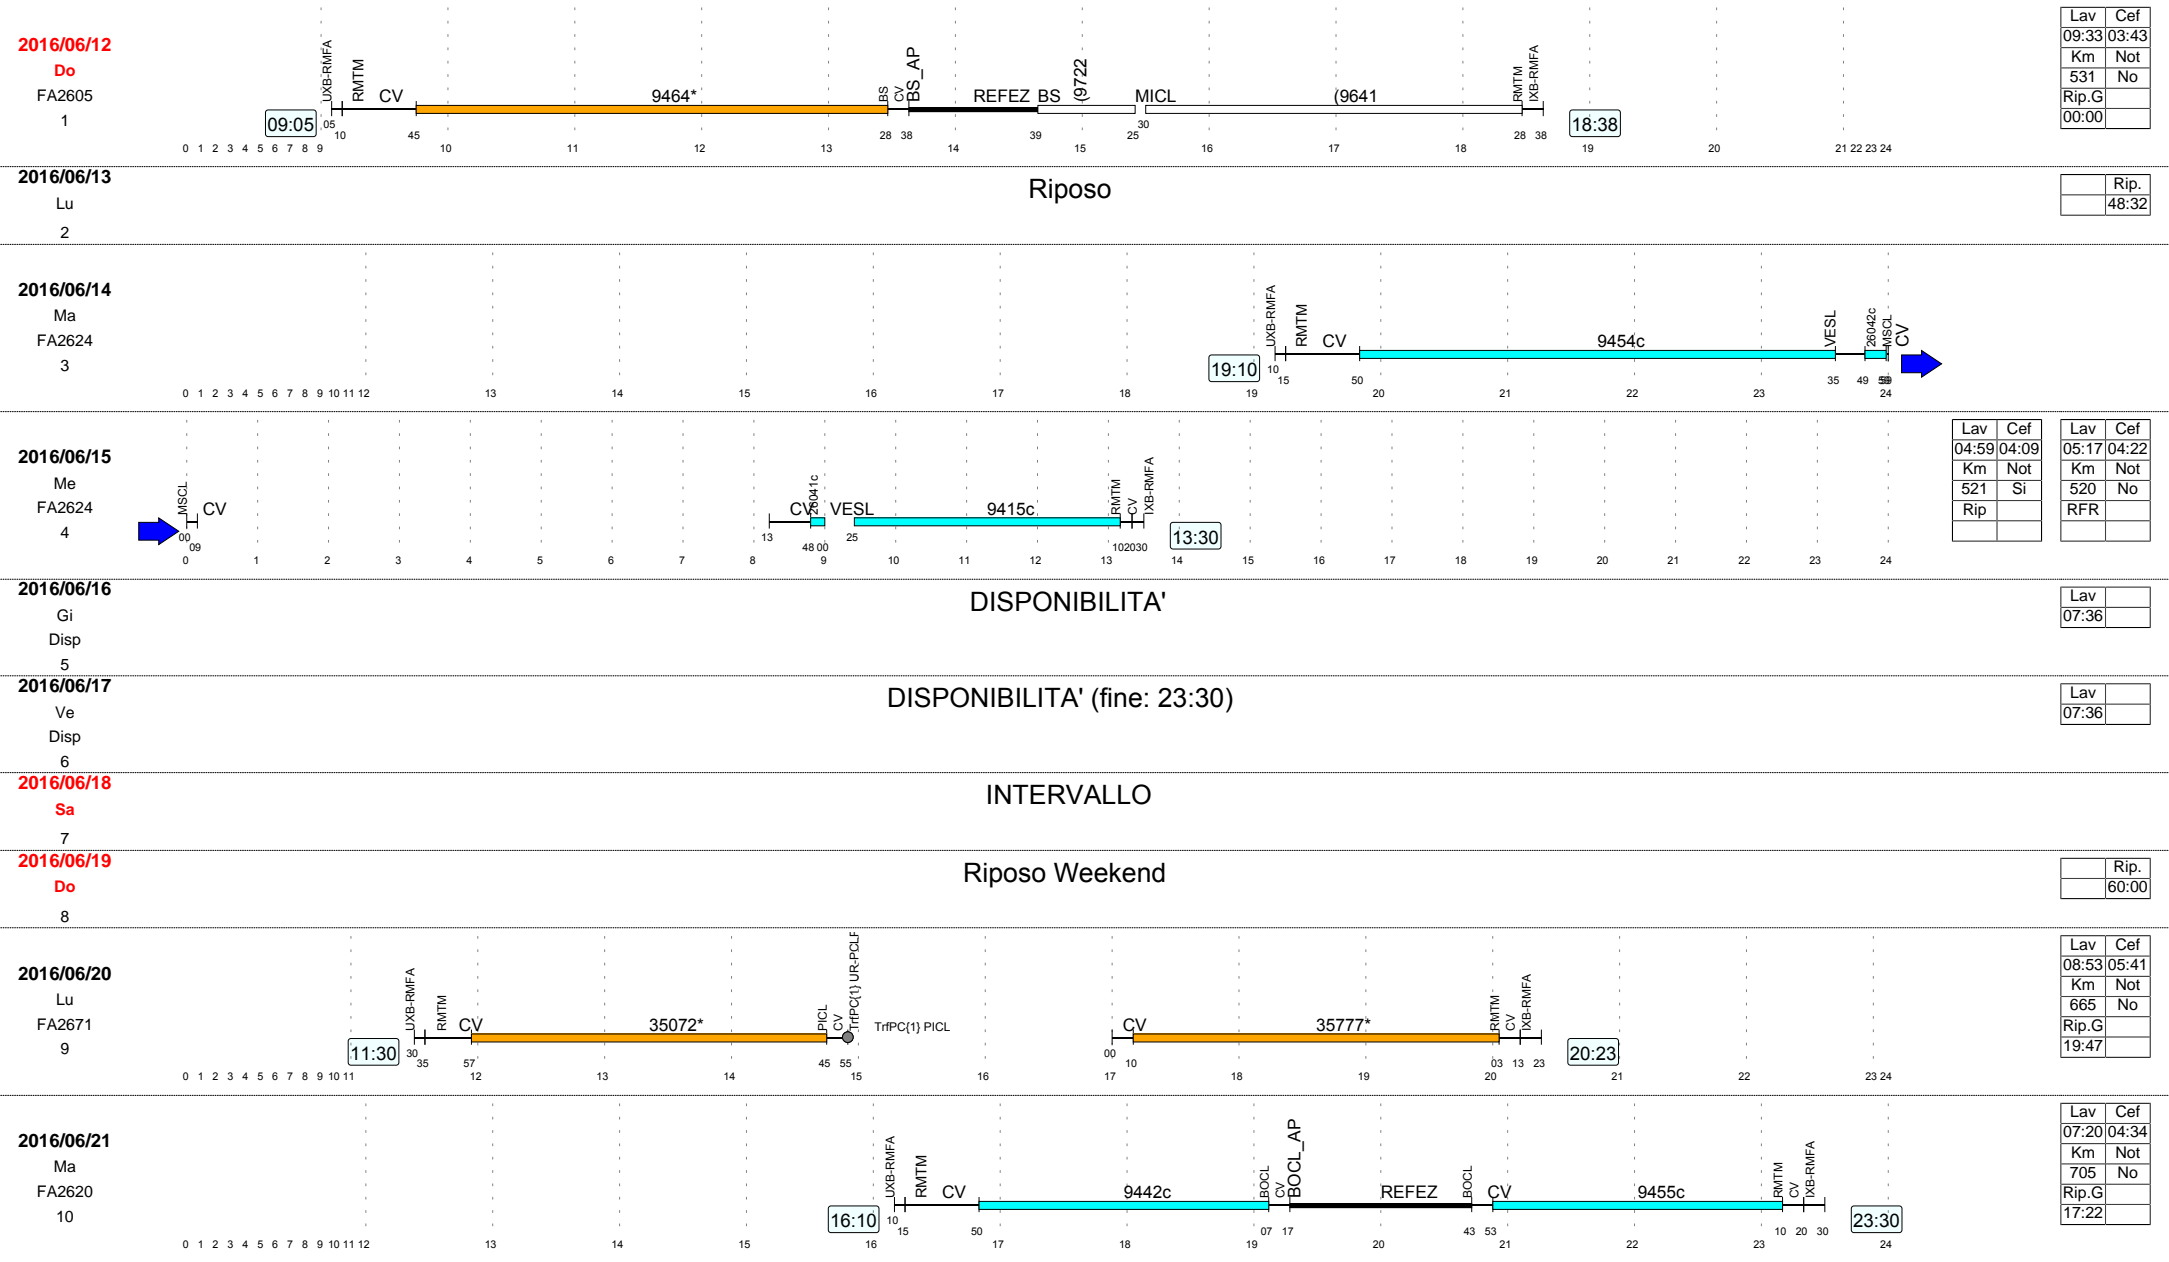 2016/06/12
Do
FA2605
1
09:05
UXB-RMFA
RMTM
CV
9464*
BS
CV
BS_AP
REFEZ
BS
(9722
MICL
(9641
RMTM
IXB-RMFA
18:38
05 10 45 28 38 39 25 30 28 38
0 1 2 3 4 5 6 7 8 9 10 11 12 13 14 15 16 17 18 19 20 21 22 23 24
Lav Cef
09:33 03:43
Km Not
531 No
Rip.G
00:00
2016/06/13
Lu
2
Riposo
Rip.
48:32
2016/06/14
Ma
FA2624
3
19:10
UXB-RMFA
RMTM
CV
9454c
VESL
26042c
MSCL
CV
10 15 50 35 49 59
0 1 2 3 4 5 6 7 8 9 10 11 12 13 14 15 16 17 18 19 20 21 22 23 24
2016/06/15
Me
FA2624
4
MSCL
CV
CV
26041c
VESL
9415c
RMTM
CV
IXB-RMFA
13:30
00 09 13 48 00 25 10 20 30
0 1 2 3 4 5 6 7 8 9 10 11 12 13 14 15 16 17 18 19 20 21 22 23 24
Lav Cef
04:59 04:09
Km Not
521 Si
Rip
Lav Cef
05:17 04:22
Km Not
520 No
RFR
2016/06/16
Gi
Disp
5
DISPONIBILITA'
Lav
07:36
2016/06/17
Ve
Disp
6
DISPONIBILITA' (fine: 23:30)
Lav
07:36
2016/06/18
Sa
7
INTERVALLO
2016/06/19
Do
8
Riposo Weekend
Rip.
60:00
2016/06/20
Lu
FA2671
9
11:30
UXB-RMFA
RMTM
CV
35072*
PICL
CV
TrfPC{1} UR-PCLF
TrfPC{1} PICL
CV
35777*
RMTM
CV
IXB-RMFA
20:23
30 35 57 45 55 00 10 03 13 23
0 1 2 3 4 5 6 7 8 9 10 11 12 13 14 15 16 17 18 19 20 21 22 23 24
Lav Cef
08:53 05:41
Km Not
665 No
Rip.G
19:47
2016/06/21
Ma
FA2620
10
16:10
UXB-RMFA
RMTM
CV
9442c
BOCL
CV
BOCL_AP
REFEZ
BOCL
CV
9455c
RMTM
CV
IXB-RMFA
23:30
10 15 50 07 17 43 53 10 20 30
0 1 2 3 4 5 6 7 8 9 10 11 12 13 14 15 16 17 18 19 20 21 22 23 24
Lav Cef
07:20 04:34
Km Not
705 No
Rip.G
17:22